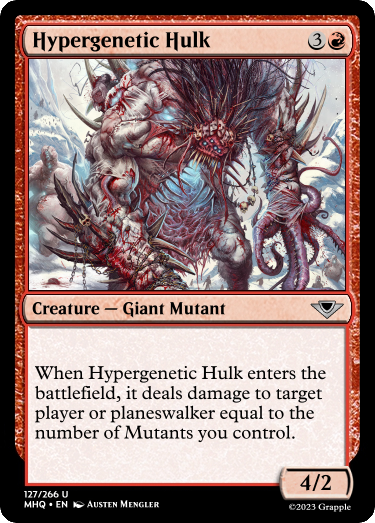 Hypergenetic Hulk 3
Creature — Giant Mutant
When Hypergenetic Hulk enters the
battlefield, it deals damage to target
player or planeswalker equal to the
number of Mutants you control.
4/2
127/266 U
MHQ • EN Austen Mengler
©2023 Grapple